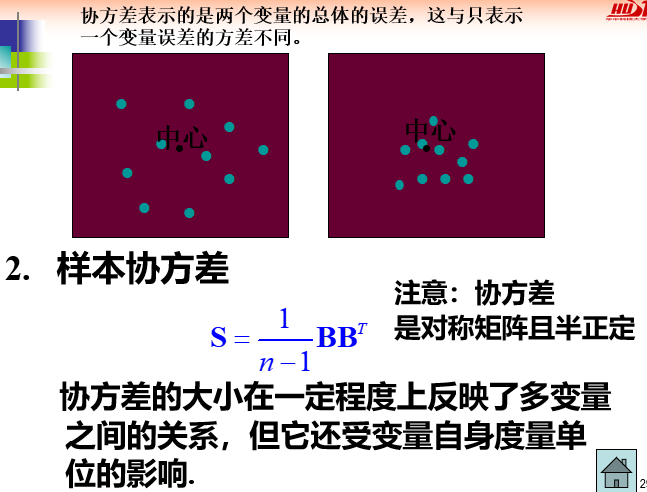 协方差表示的是两个变量的总体的误差，这与只表示
一个变量误差的方差不同。
中心
中心
2. 样本协方差
注意：协方差
是对称矩阵且半正定
S = 1/(n−1) BB^T
协方差的大小在一定程度上反映了多变量
之间的关系，但它还受变量自身度量单
位的影响.